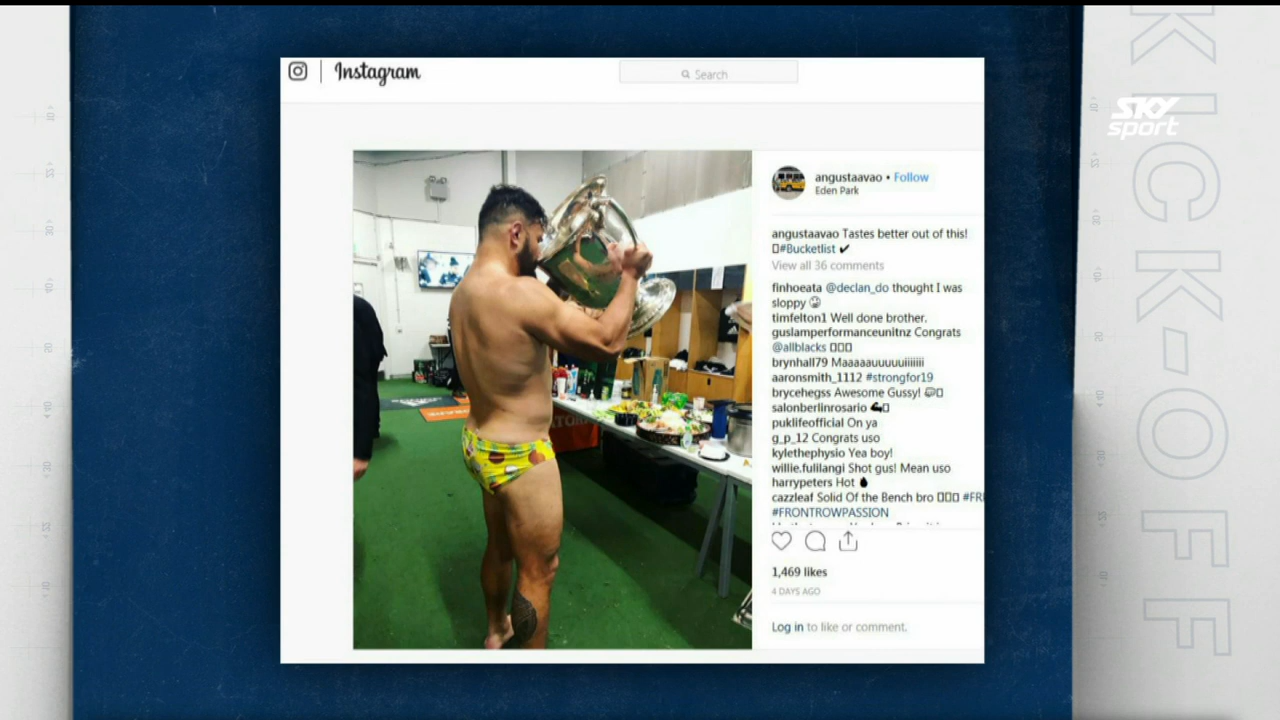 Instagram
Search
angustaavao • Follow
Eden Park
angustaavao Tastes better out of this!
▯#Bucketlist ✔
View all 36 comments
finhoeata @declan_do thought I was
sloppy
timfelton1 Well done brother.
guslamperformanceunitnz Congrats
@allblacks ▯▯▯
brynhall79 Maaaaauuuuuiiiiiii
aaronsmith_1112 #strongfor19
brycehegss Awesome Gussy!
salonberlinrosario
puklifeofficial On ya
g_p_12 Congrats uso
kylethephysio Yea boy!
willie.fulilangi Shot gus! Mean uso
harrypeters Hot
cazzleaf Solid Of the Bench bro ▯▯▯ #FR
#FRONTROWPASSION
1,469 likes
4 DAYS AGO
Log in to like or comment.
SKY
sport
KICK-OFF